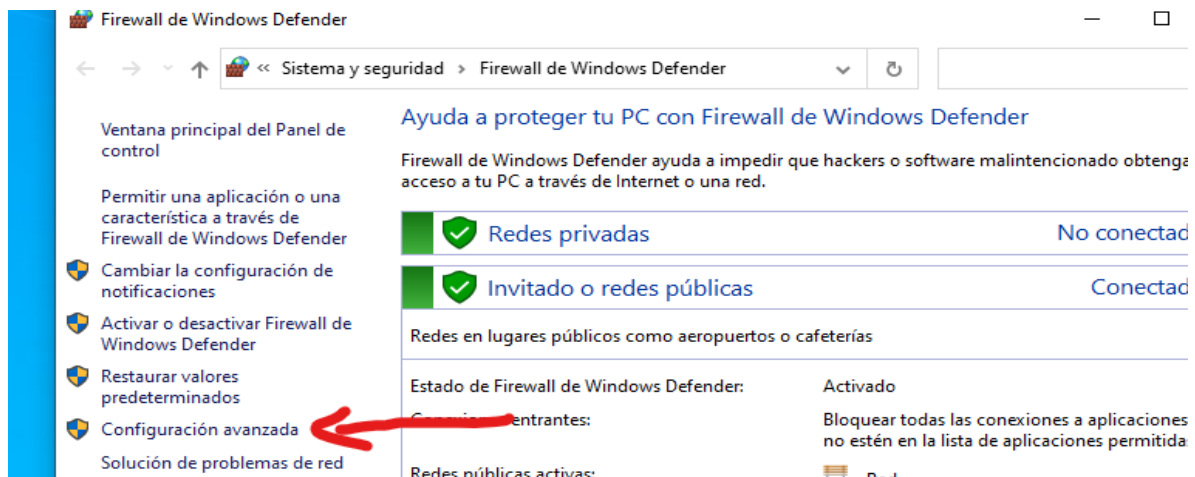 Firewall de Windows Defender
« Sistema y seguridad > Firewall de Windows Defender
Ventana principal del Panel de
control
Permitir una aplicación o una
característica a través de
Firewall de Windows Defender
Cambiar la configuración de
notificaciones
Activar o desactivar Firewall de
Windows Defender
Restaurar valores
predeterminados
Configuración avanzada
Solución de problemas de red
Ayuda a proteger tu PC con Firewall de Windows Defender
Firewall de Windows Defender ayuda a impedir que hackers o software malintencionado obtenga
acceso a tu PC a través de Internet o una red.
Redes privadas No conectad
Invitado o redes públicas Conectad
Redes en lugares públicos como aeropuertos o cafeterías
Estado de Firewall de Windows Defender: Activado
entrantes: Bloquear todas las conexiones a aplicaciones
no estén en la lista de aplicaciones permitidas
Redes públicas activas: